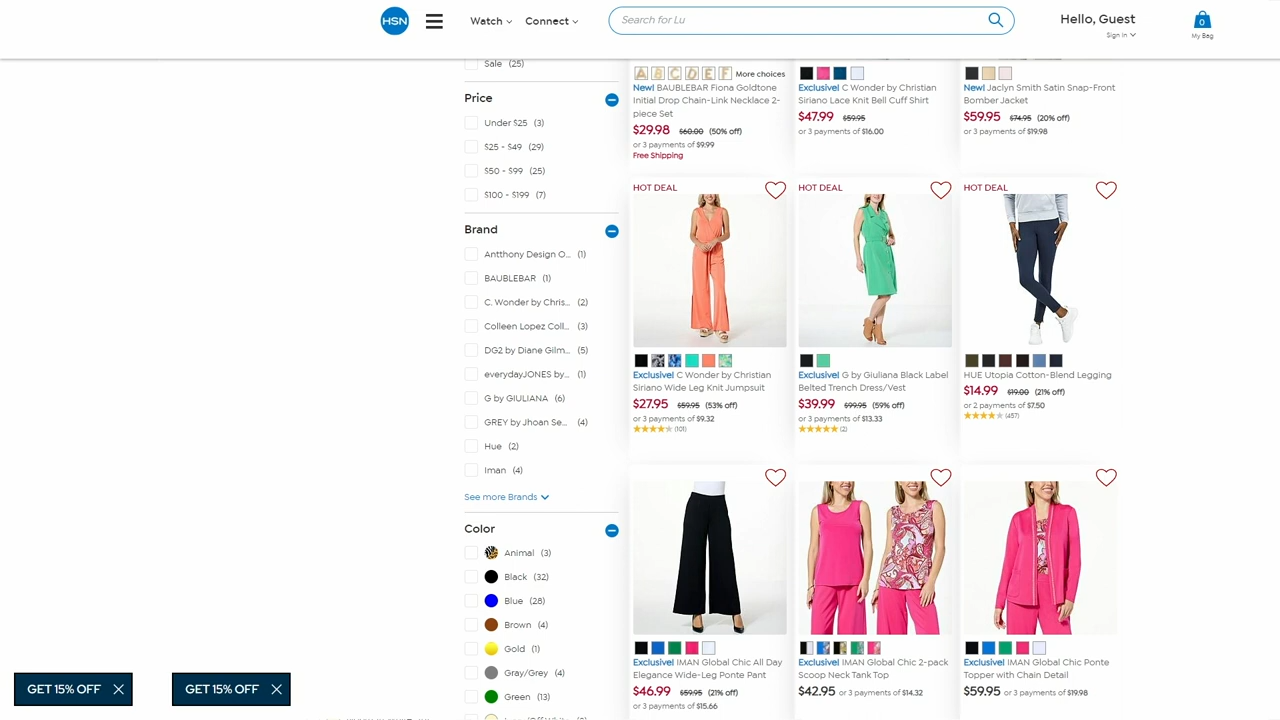 HSN
Watch
Connect
Search for Lu
Hello, Guest
Sign In
0
My Bag
Sale (25)
Price
Under $25 (3)
$25 - $49 (29)
$50 - $99 (25)
$100 - $199 (7)
Brand
Antthony Design O... (1)
BAUBLEBAR (1)
C. Wonder by Chris... (2)
Colleen Lopez Coll... (3)
DG2 by Diane Gilm... (5)
everydayJONES by... (1)
G by GIULIANA (6)
GREY by Jhoan Se... (4)
Hue (2)
Iman (4)
See more Brands
Color
Animal (3)
Black (32)
Blue (28)
Brown (4)
Gold (1)
Gray/Grey (4)
Green (13)
A B C D E F More choices
New! BAUBLEBAR Fiona Goldtone
Initial Drop Chain-Link Necklace 2-
piece Set
$29.98 $60.00 (50% off)
or 3 payments of $9.99
Free Shipping
Exclusive! C Wonder by Christian
Siriano Lace Knit Bell Cuff Shirt
$47.99 $59.95
or 3 payments of $16.00
New! Jaclyn Smith Satin Snap-Front
Bomber Jacket
$59.95 $74.95 (20% off)
or 3 payments of $19.98
HOT DEAL
Exclusive! C Wonder by Christian
Siriano Wide Leg Knit Jumpsuit
$27.95 $59.95 (53% off)
or 3 payments of $9.32
(101)
HOT DEAL
Exclusive! G by Giuliana Black Label
Belted Trench Dress/Vest
$39.99 $99.95 (59% off)
or 3 payments of $13.33
(2)
HOT DEAL
HUE Utopia Cotton-Blend Legging
$14.99 $19.00 (21% off)
or 2 payments of $7.50
(457)
Exclusive! IMAN Global Chic All Day
Elegance Wide-Leg Ponte Pant
$46.99 $59.95 (21% off)
or 3 payments of $15.66
Exclusive! IMAN Global Chic 2-pack
Scoop Neck Tank Top
$42.95 or 3 payments of $14.32
Exclusive! IMAN Global Chic Ponte
Topper with Chain Detail
$59.95 or 3 payments of $19.98
GET 15% OFF
GET 15% OFF